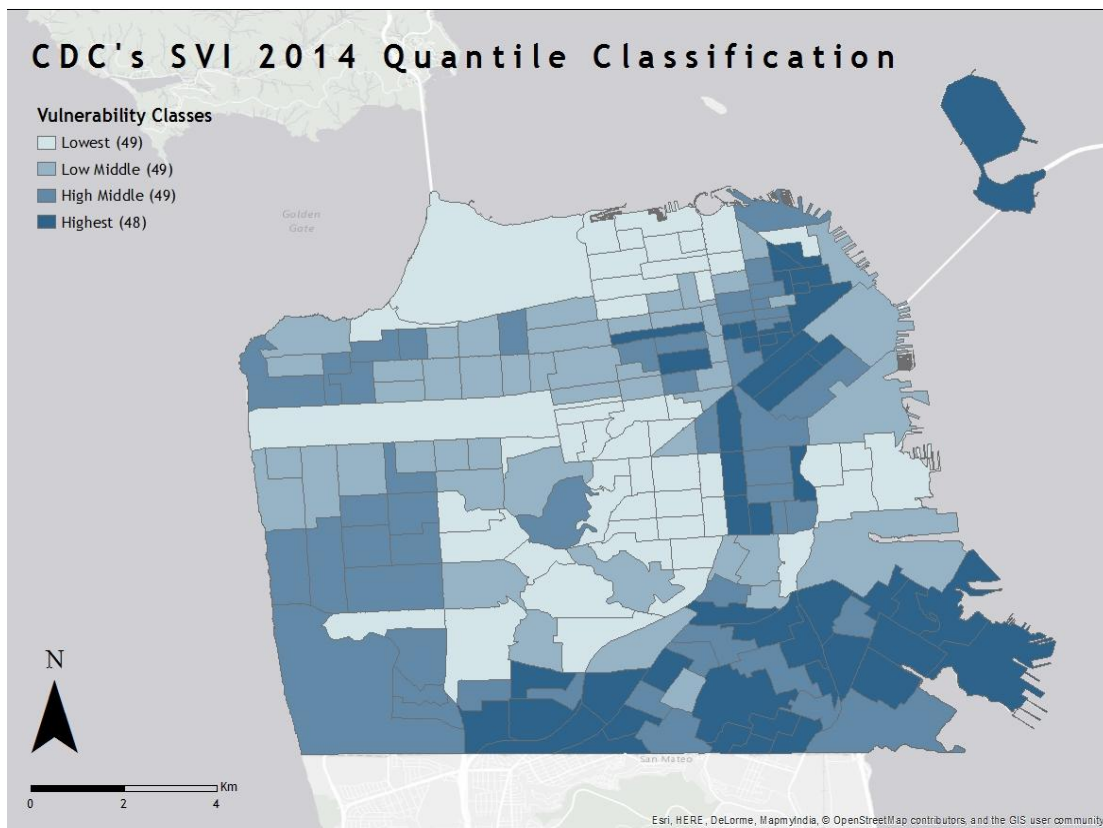 CDC's SVI 2014 Quantile Classification
Vulnerability Classes
Lowest (49)
Low Middle (49)
High Middle (49)
Highest (48)
Golden
Gate
N
Km
0 2 4
San Mateo
Esri, HERE, DeLorme, MapmyIndia, © OpenStreetMap contributors, and the GIS user community